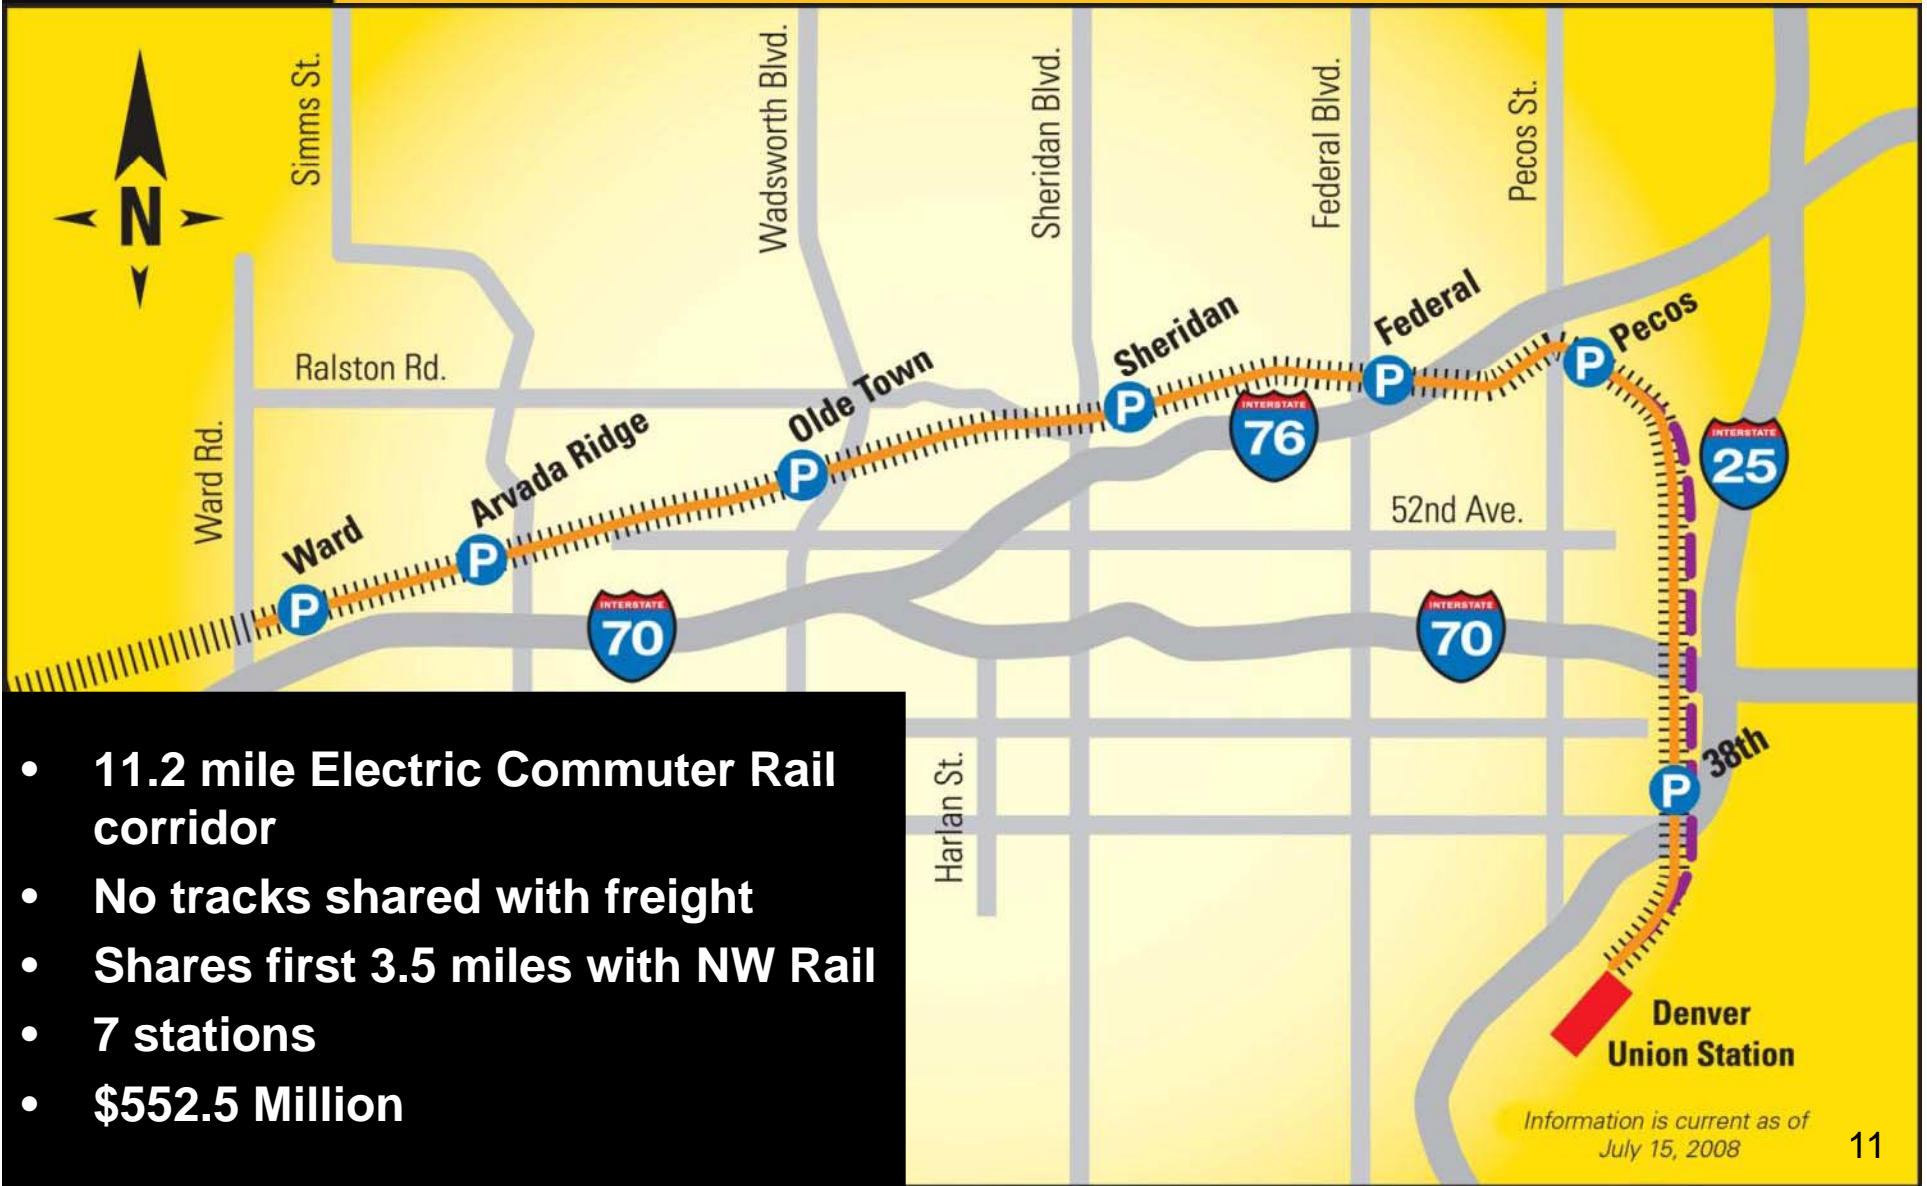 Simms St.
Wadsworth Blvd.
Sheridan Blvd.
Federal Blvd.
Pecos St.
N
Ralston Rd.
Ward Rd.
Ward
P
Arvada Ridge
P
Olde Town
P
Sheridan
P
Federal
P
Pecos
P
INTERSTATE
76
INTERSTATE
25
52nd Ave.
INTERSTATE
70
INTERSTATE
70
38th
P
Harlan St.
• 11.2 mile Electric Commuter Rail
corridor
• No tracks shared with freight
• Shares first 3.5 miles with NW Rail
• 7 stations
• $552.5 Million
Denver
Union Station
Information is current as of
July 15, 2008
11